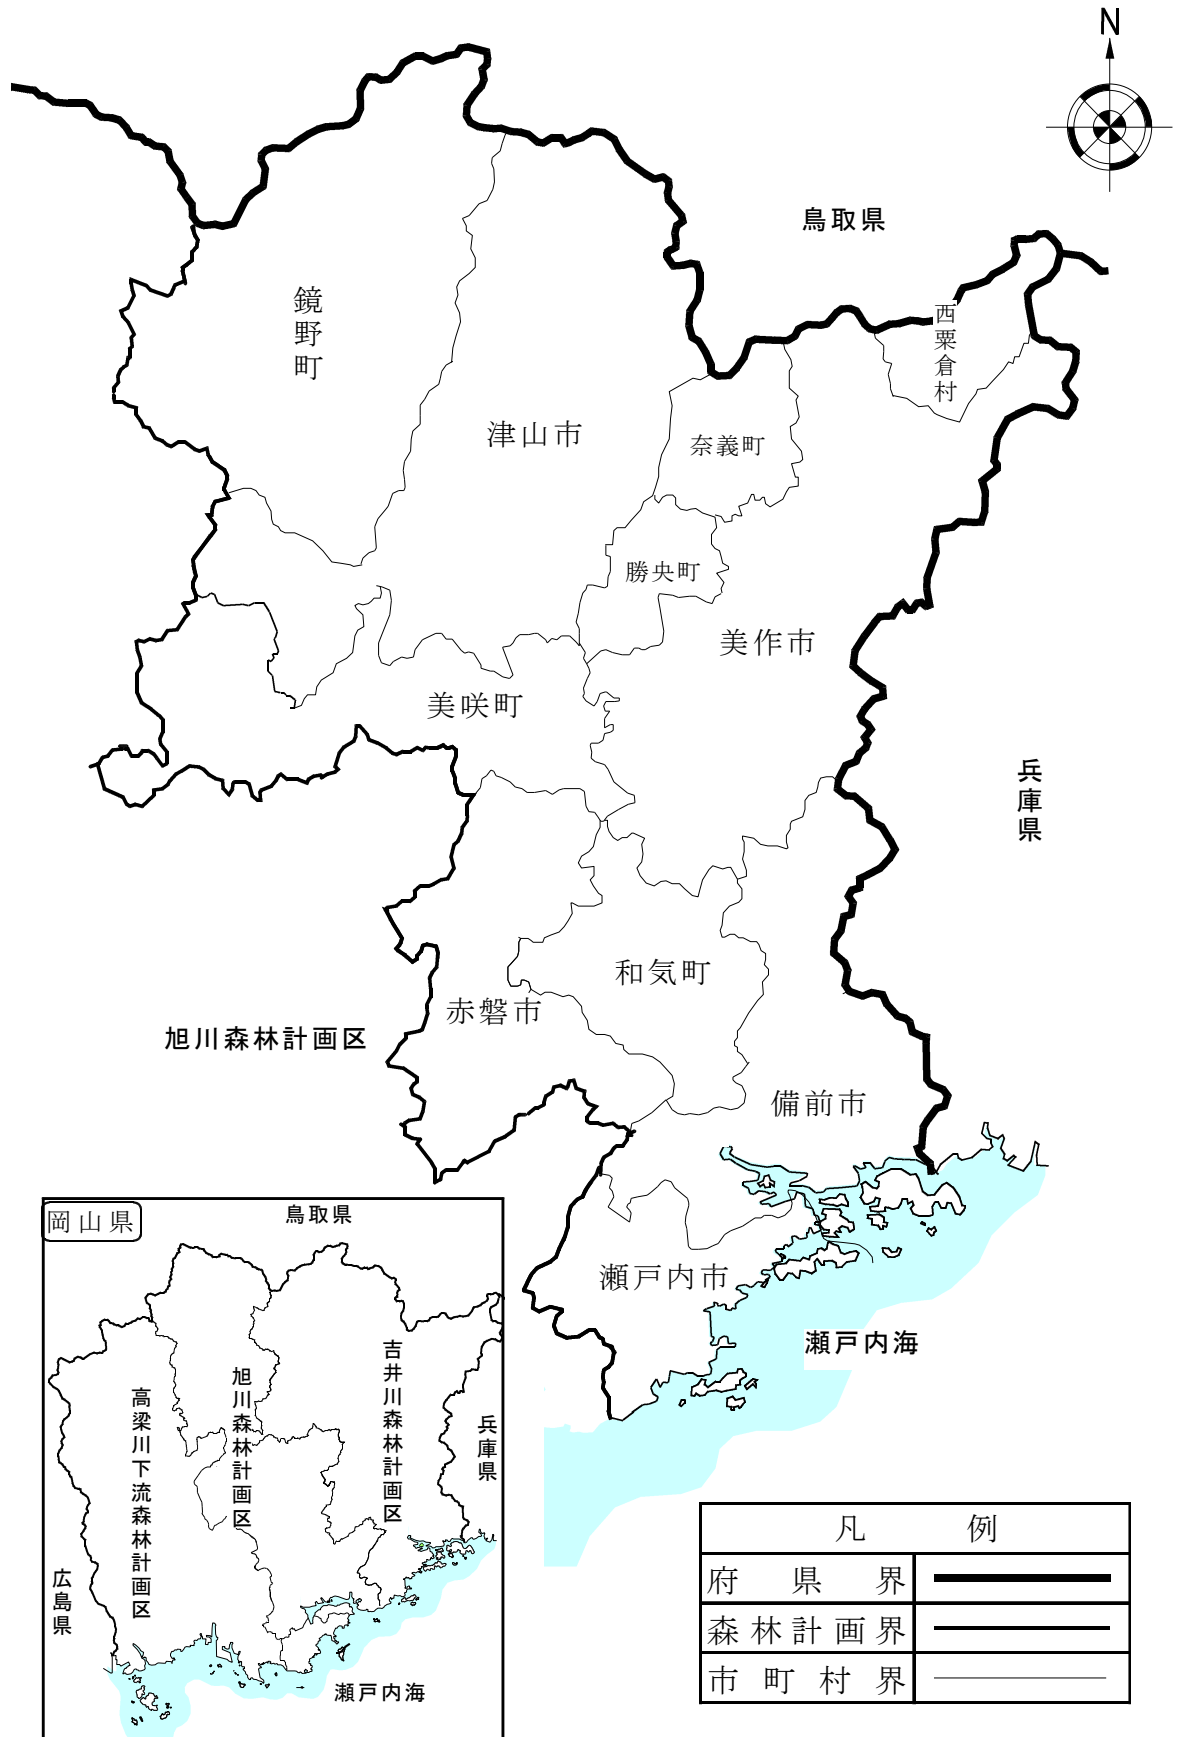 N
鳥取県
鏡野町
西粟倉村
津山市
奈義町
勝央町
美作市
美咲町
兵庫県
和気町
赤磐市
旭川森林計画区
備前市
瀬戸内市
瀬戸内海
岡山県
鳥取県
吉井川森林計画区
旭川森林計画区
高梁川下流森林計画区
兵庫県
広島県
瀬戸内海
凡 例
府県界
森林計画界
市町村界